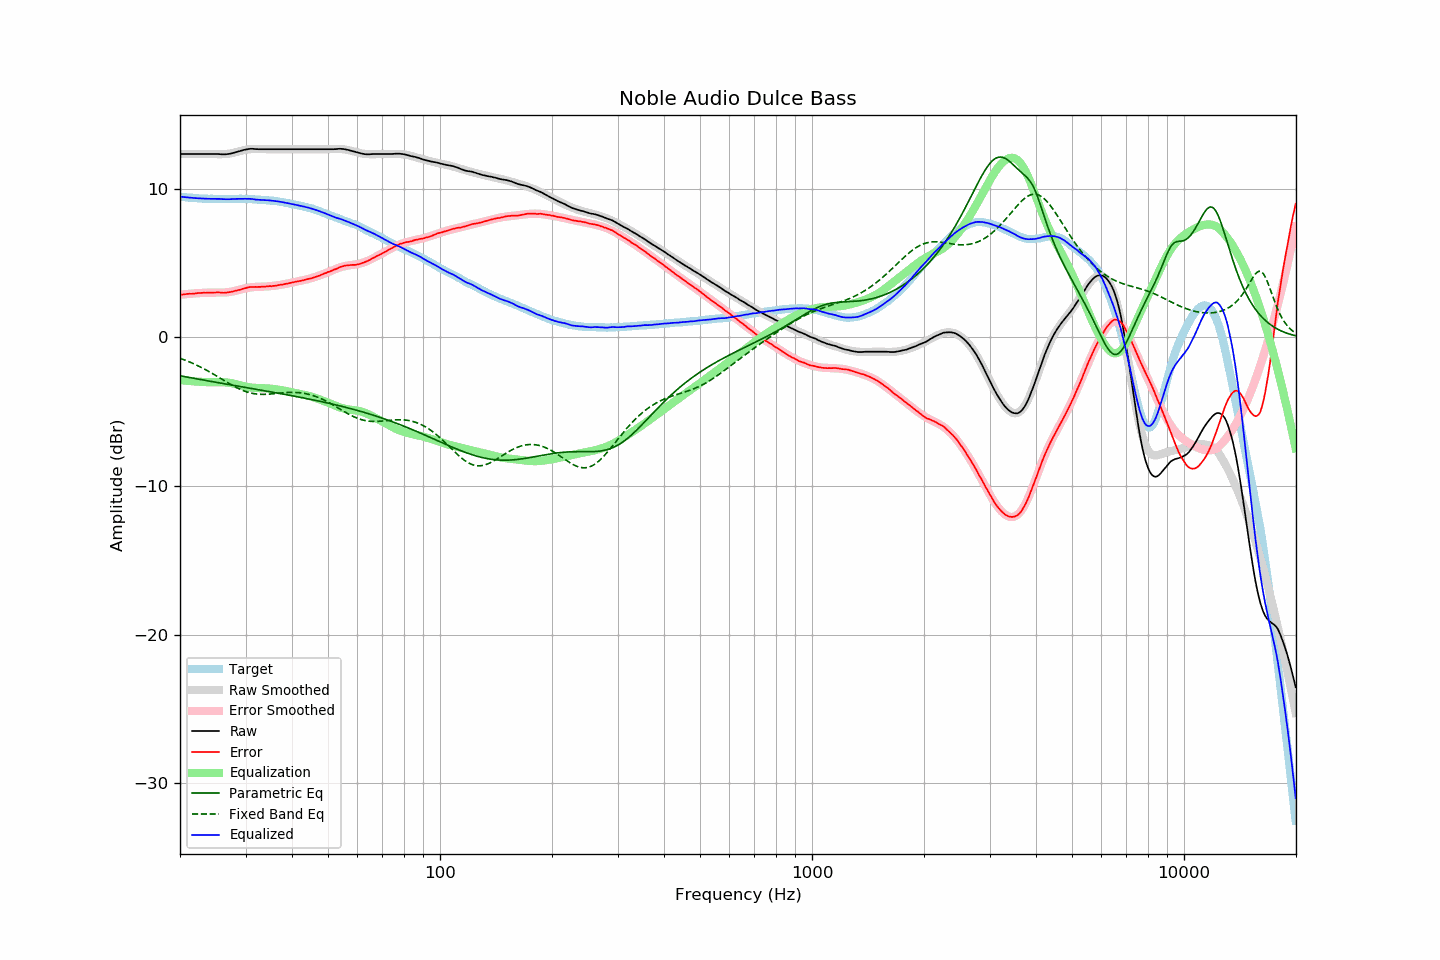 Noble Audio Dulce Bass
Amplitude (dBr)
10
0
−10
−20
−30
Target
Raw Smoothed
Error Smoothed
Raw
Error
Equalization
Parametric Eq
Fixed Band Eq
Equalized
100
1000
10000
Frequency (Hz)